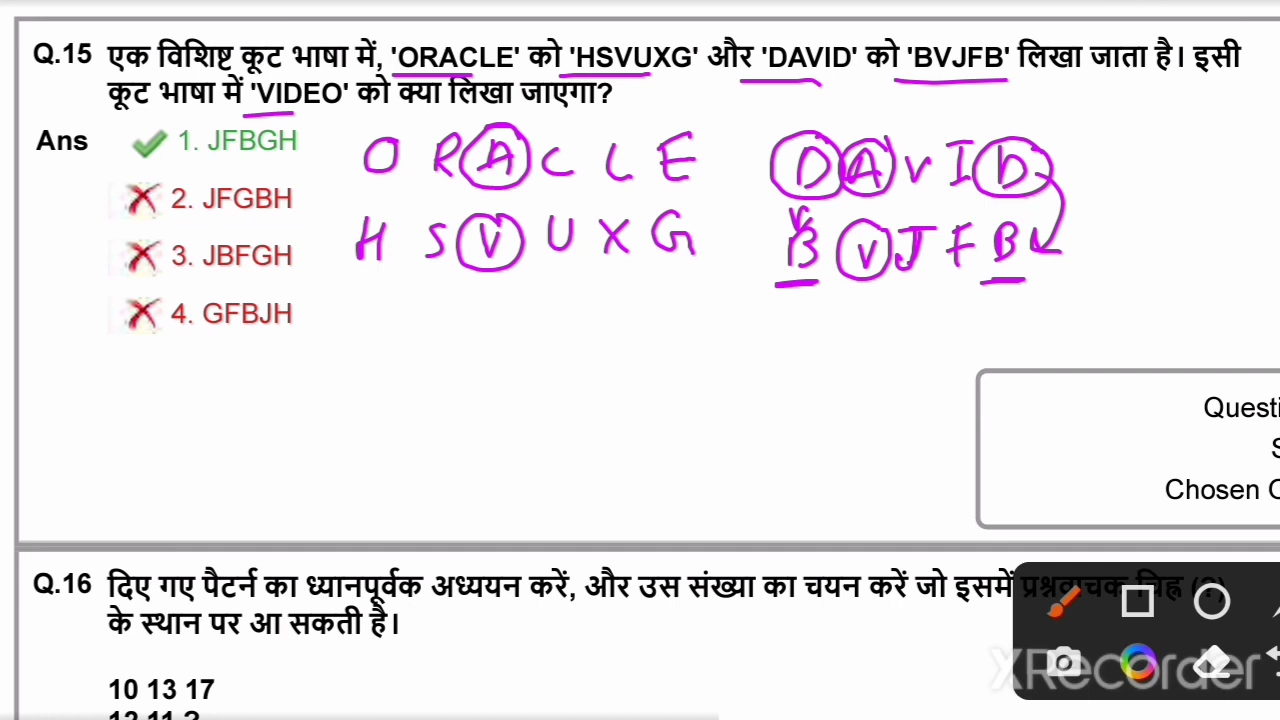 Q.15 एक विशिष्ट कूट भाषा में, 'ORACLE' को 'HSVUXG' और 'DAVID' को 'BVJFB' लिखा जाता है। इसी
कूट भाषा में 'VIDEO' को क्या लिखा जाएगा?
Ans 1. JFBGH
2. JFGBH
3. JBFGH
4. GFBJH
O R A C L E D A V I D
H S V U X G B V J F B
Questi
S
Chosen O
Q.16 दिए गए पैटर्न का ध्यानपूर्वक अध्ययन करें, और उस संख्या का चयन करें जो इसमें प्रश्नवाचक चिह्न (?)
के स्थान पर आ सकती है।
10 13 17
12 11 ?
XRecorder